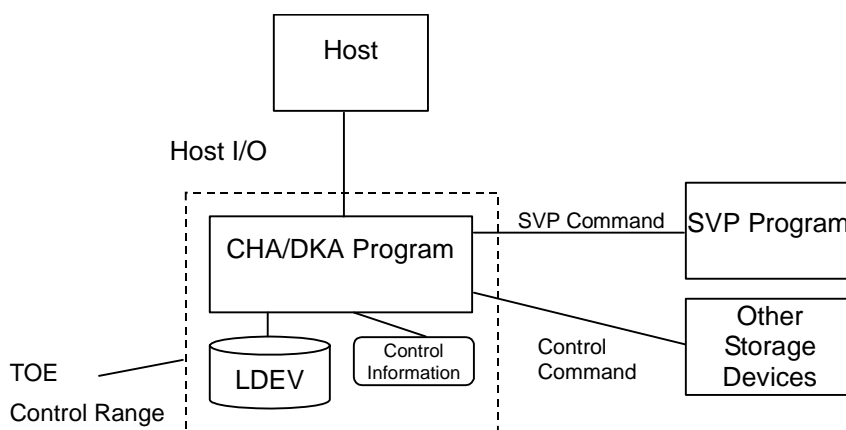 Host
Host I/O
SVP Command
SVP Program
CHA/DKA Program
Control
Information
LDEV
Control
Command
Other
Storage
Devices
TOE
Control Range